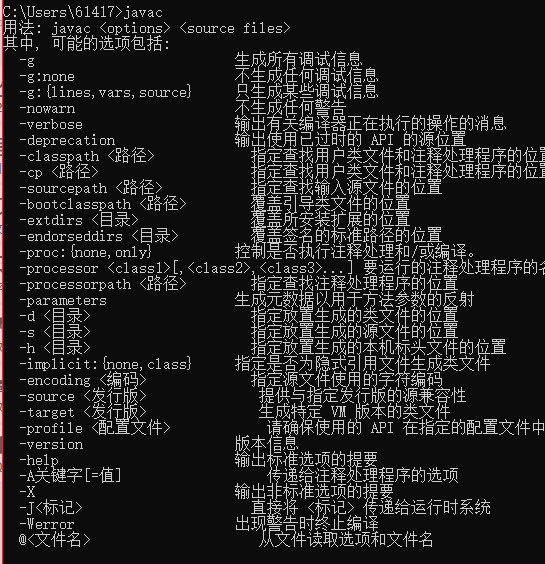 C:\Users\61417>javac
用法: javac <options> <source files>
其中, 可能的选项包括:
-g 生成所有调试信息
-g:none 不生成任何调试信息
-g:{lines,vars,source} 只生成某些调试信息
-nowarn 不生成任何警告
-verbose 输出有关编译器正在执行的操作的消息
-deprecation 输出使用已过时的 API 的源位置
-classpath <路径> 指定查找用户类文件和注释处理程序的位置
-cp <路径> 指定查找用户类文件和注释处理程序的位置
-sourcepath <路径> 指定查找输入源文件的位置
-bootclasspath <路径> 覆盖引导类文件的位置
-extdirs <目录> 覆盖所安装扩展的位置
-endorseddirs <目录> 覆盖签名的标准路径的位置
-proc:{none,only} 控制是否执行注释处理和/或编译。
-processor <class1>[,<class2>,<class3>...] 要运行的注释处理程序的名
-processorpath <路径> 指定查找注释处理程序的位置
-parameters 生成元数据以用于方法参数的反射
-d <目录> 指定放置生成的类文件的位置
-s <目录> 指定放置生成的源文件的位置
-h <目录> 指定放置生成的本机标头文件的位置
-implicit:{none,class} 指定是否为隐式引用文件生成类文件
-encoding <编码> 指定源文件使用的字符编码
-source <发行版> 提供与指定发行版的源兼容性
-target <发行版> 生成特定 VM 版本的类文件
-profile <配置文件> 请确保使用的 API 在指定的配置文件中
-version 版本信息
-help 输出标准选项的提要
-A关键字[=值] 传递给注释处理程序的选项
-X 输出非标准选项的提要
-J<标记> 直接将 <标记> 传递给运行时系统
-Werror 出现警告时终止编译
@<文件名> 从文件读取选项和文件名